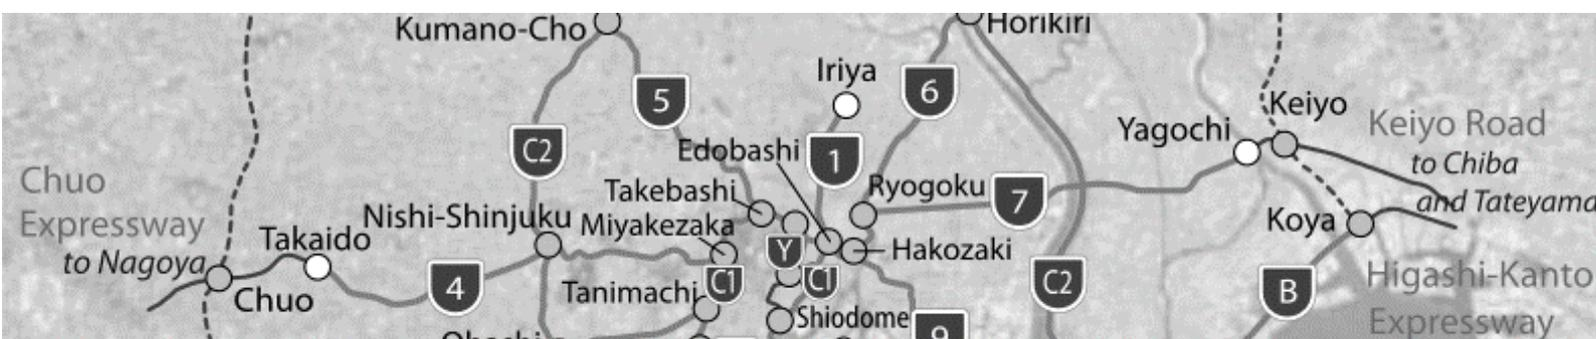 Kumano-Cho
Horikiri
Iriya
5
6
Keiyo
Yagochi
Keiyo Road
C2
Edobashi
1
to Chiba
Chuo
Takebashi
Ryogoku
7
and Tateyama
Expressway
Nishi-Shinjuku
Miyakezaka
Koya
to Nagoya
Takaido
Y
Hakozaki
4
C1
C1
C2
B
Higashi-Kanto
Chuo
Tanimachi
Shiodome
9
Expressway